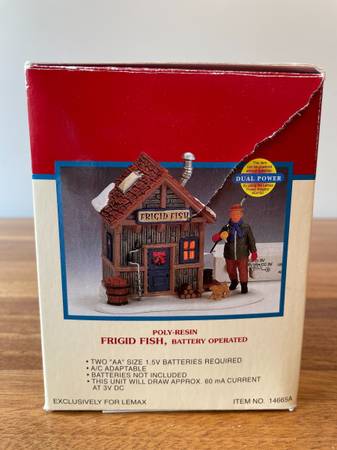 DUAL POWER
FRIGID FISH
POLY-RESIN
FRIGID FISH, BATTERY OPERATED
• TWO "AA" SIZE 1.5V BATTERIES REQUIRED
• A/C ADAPTABLE
• BATTERIES NOT INCLUDED
• THIS UNIT WILL DRAW APPROX. 60 mA CURRENT
AT 3V DC
EXCLUSIVELY FOR LEMAX
ITEM NO. 14665A